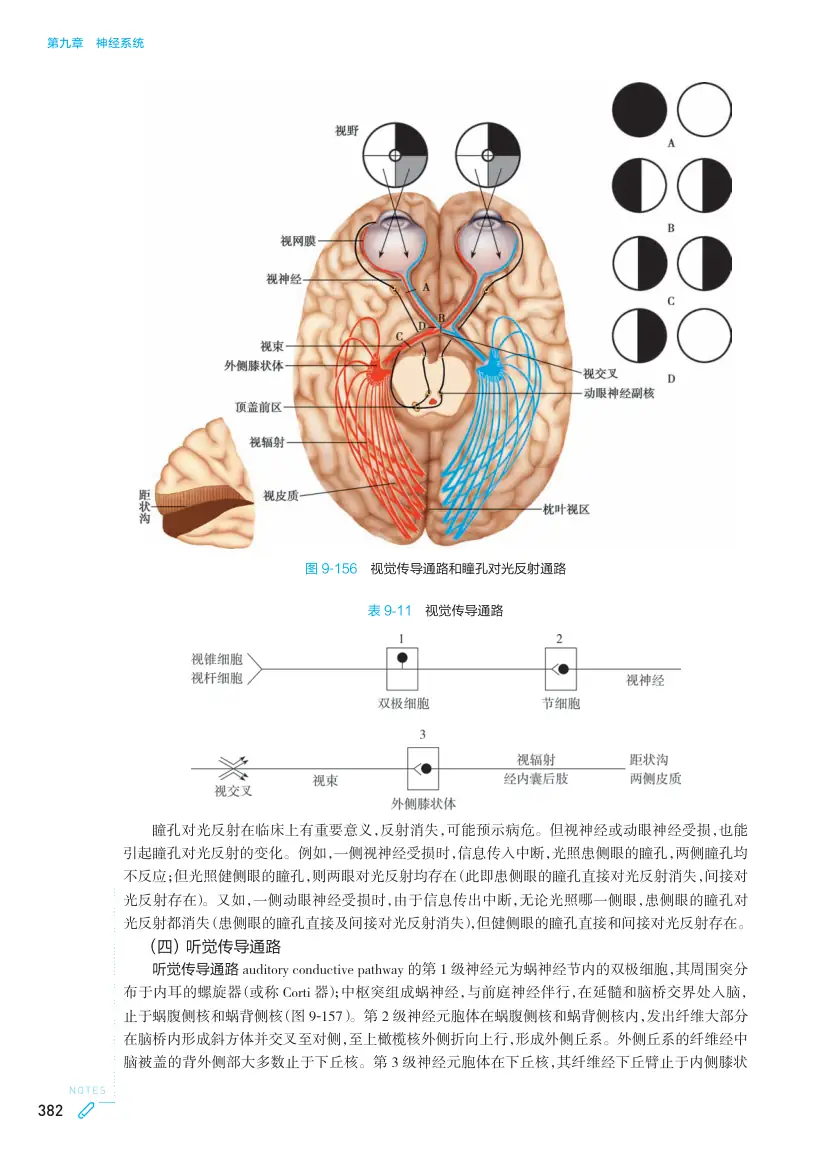 第九章 神经系统
视野
A
B
C
D
视网膜
视神经
A
B
D
C
视束
外侧膝状体
视交叉
动眼神经副核
顶盖前区
视辐射
视皮质
距状沟
枕叶视区
图 9-156 视觉传导通路和瞳孔对光反射通路
表 9-11 视觉传导通路
1 2
视锥细胞
视杆细胞
视神经
双极细胞 节细胞
3
视辐射 距状沟
视交叉 视束 经内囊后肢 两侧皮质
外侧膝状体
瞳孔对光反射在临床上有重要意义,反射消失,可能预示病危。但视神经或动眼神经受损,也能
引起瞳孔对光反射的变化。例如,一侧视神经受损时,信息传入中断,光照患侧眼的瞳孔,两侧瞳孔均
不反应;但光照健侧眼的瞳孔,则两眼对光反射均存在(此即患侧眼的瞳孔直接对光反射消失,间接对
光反射存在)。又如,一侧动眼神经受损时,由于信息传出中断,无论光照哪一侧眼,患侧眼的瞳孔对
光反射都消失(患侧眼的瞳孔直接及间接对光反射消失),但健侧眼的瞳孔直接和间接对光反射存在。
(四)听觉传导通路
听觉传导通路 auditory conductive pathway 的第 1 级神经元为蜗神经节内的双极细胞,其周围突分
布于内耳的螺旋器(或称 Corti 器);中枢突组成蜗神经,与前庭神经伴行,在延髓和脑桥交界处入脑,
止于蜗腹侧核和蜗背侧核(图 9-157)。第 2 级神经元胞体在蜗腹侧核和蜗背侧核内,发出纤维大部分
在脑桥内形成斜方体并交叉至对侧,至上橄榄核外侧折向上行,形成外侧丘系。外侧丘系的纤维经中
脑被盖的背外侧部大多数止于下丘核。第 3 级神经元胞体在下丘核,其纤维经下丘臂止于内侧膝状
NOTES
382